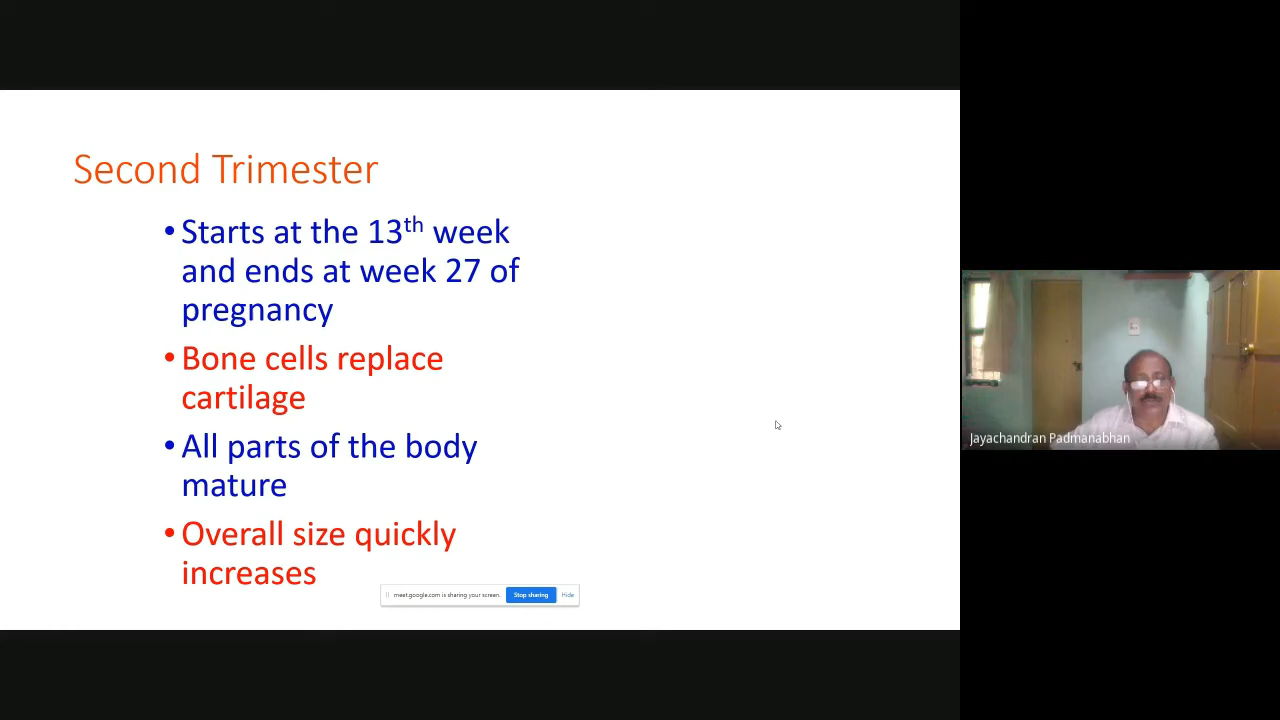 Second Trimester
•Starts at the 13th week
and ends at week 27 of
pregnancy
•Bone cells replace
cartilage
•All parts of the body
mature
•Overall size quickly
increases
meet.google.com is sharing your screen. Stop sharing Hide
Jayachandran Padmanabhan